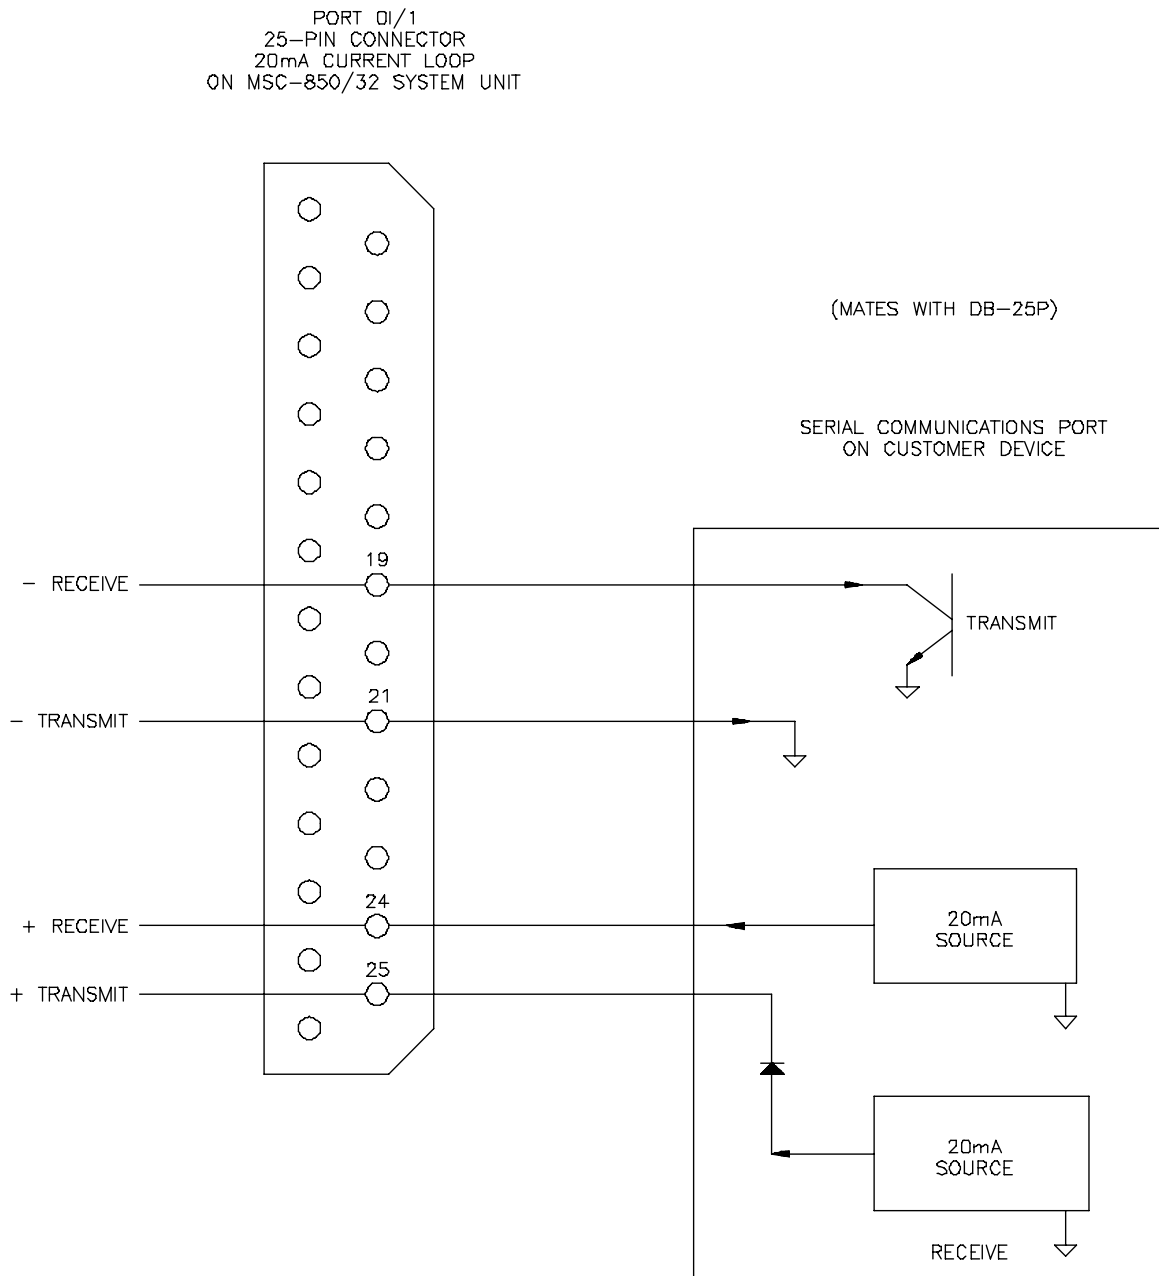 PORT 01/1
25-PIN CONNECTOR
20mA CURRENT LOOP
ON MSC-850/32 SYSTEM UNIT
(MATES WITH DB-25P)
SERIAL COMMUNICATIONS PORT
ON CUSTOMER DEVICE
19
- RECEIVE
TRANSMIT
21
- TRANSMIT
24
+ RECEIVE
20mA
SOURCE
25
+ TRANSMIT
20mA
SOURCE
RECEIVE